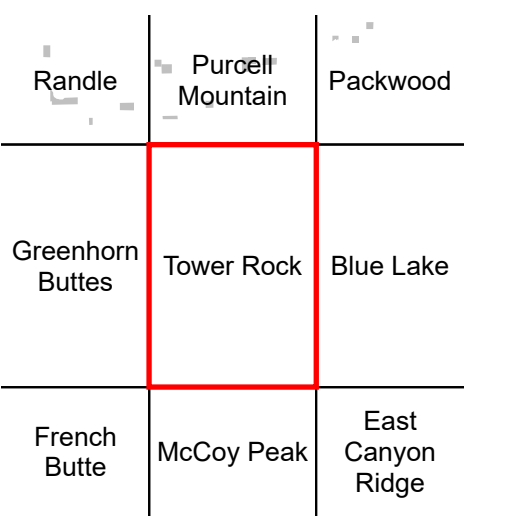 Randle
Purcell
Mountain
Packwood
Greenhorn
Buttes
Tower Rock
Blue Lake
French
Butte
McCoy Peak
East
Canyon
Ridge